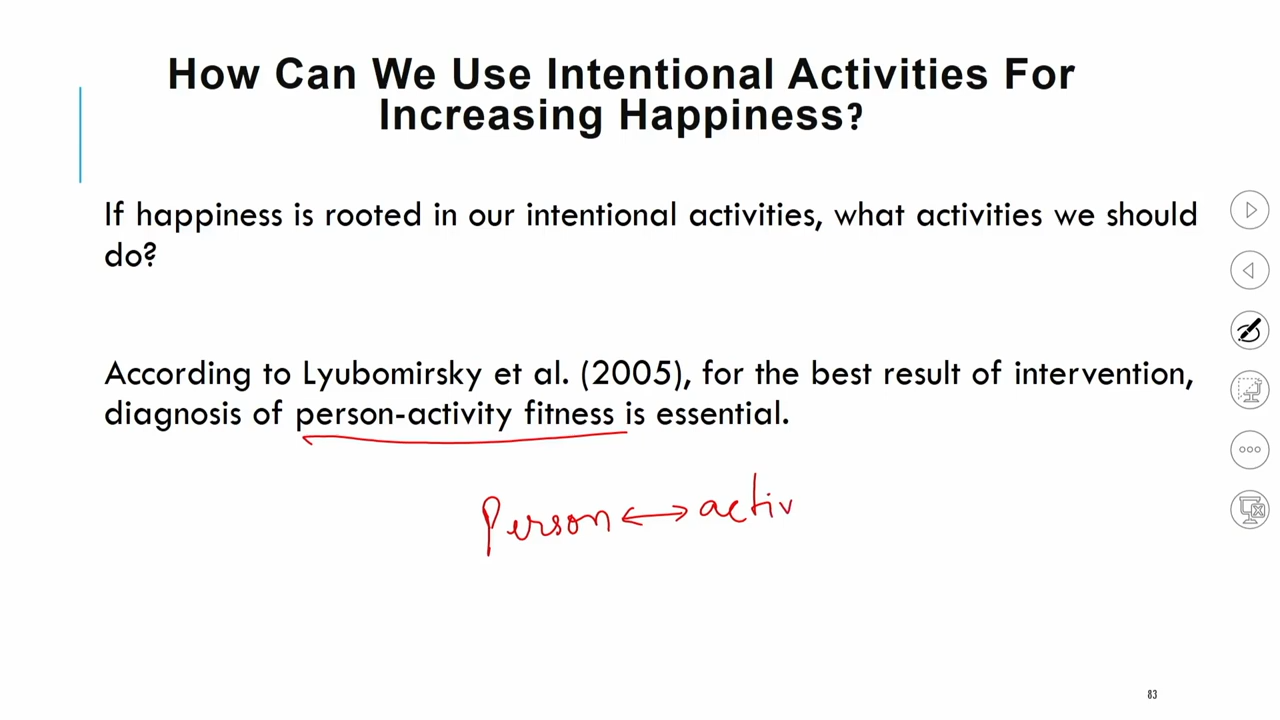 How Can We Use Intentional Activities For
Increasing Happiness?
If happiness is rooted in our intentional activities, what activities we should
do?
According to Lyubomirsky et al. (2005), for the best result of intervention,
diagnosis of person-activity fitness is essential.
Person ↔ activ
83